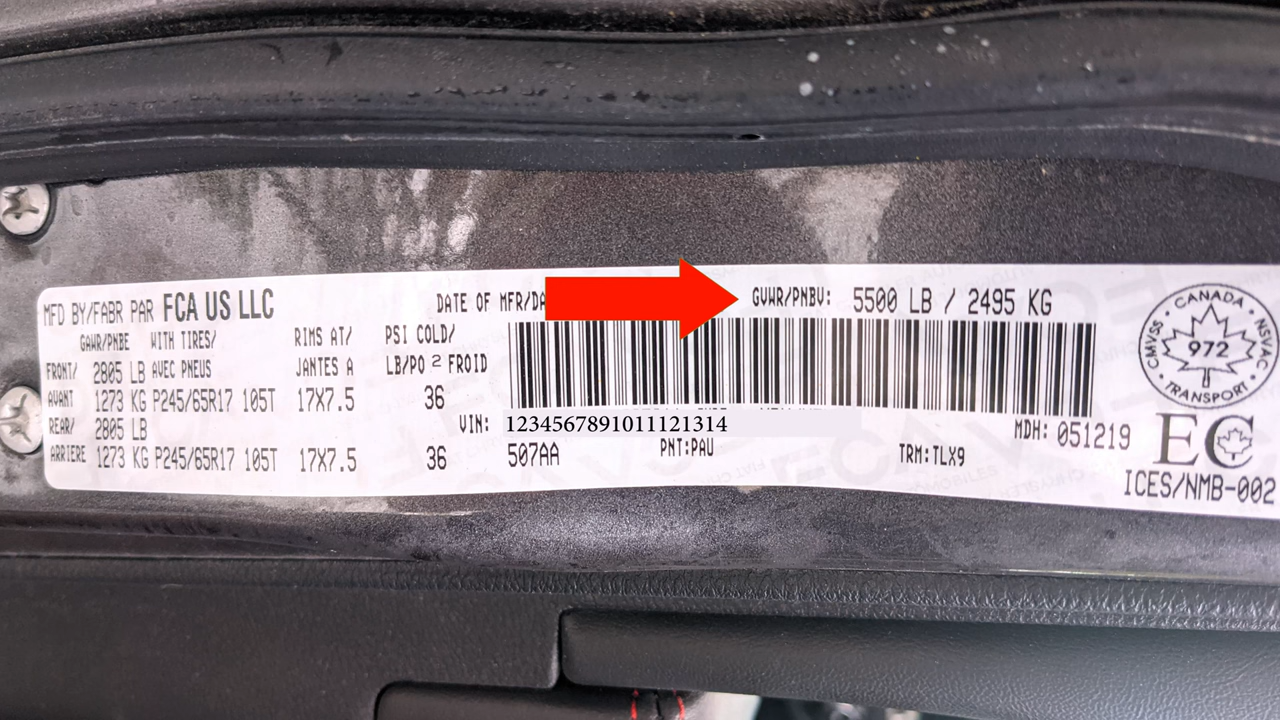 MFD BY/FABR PAR FCA US LLC DATE OF MFR/DA GVWR/PNBV: 5500 LB / 2495 KG
GAWR/PNBE WITH TIRES/ RIMS AT/ PSI COLD/
FRONT/ 2805 LB AVEC PNEUS JANTES A LB/PO 2 FROID
AVANT 1273 KG P245/65R17 105T 17X7.5 36
REAR/ 2805 LB VIN: 1234567891011121314 MDH: 051219
ARRIERE 1273 KG P245/65R17 105T 17X7.5 36 507AA PNT:PAU TRM:TLX9
CANADA
CMVSS 972 NSVAC
TRANSPORT
EC
ICES/NMB-002